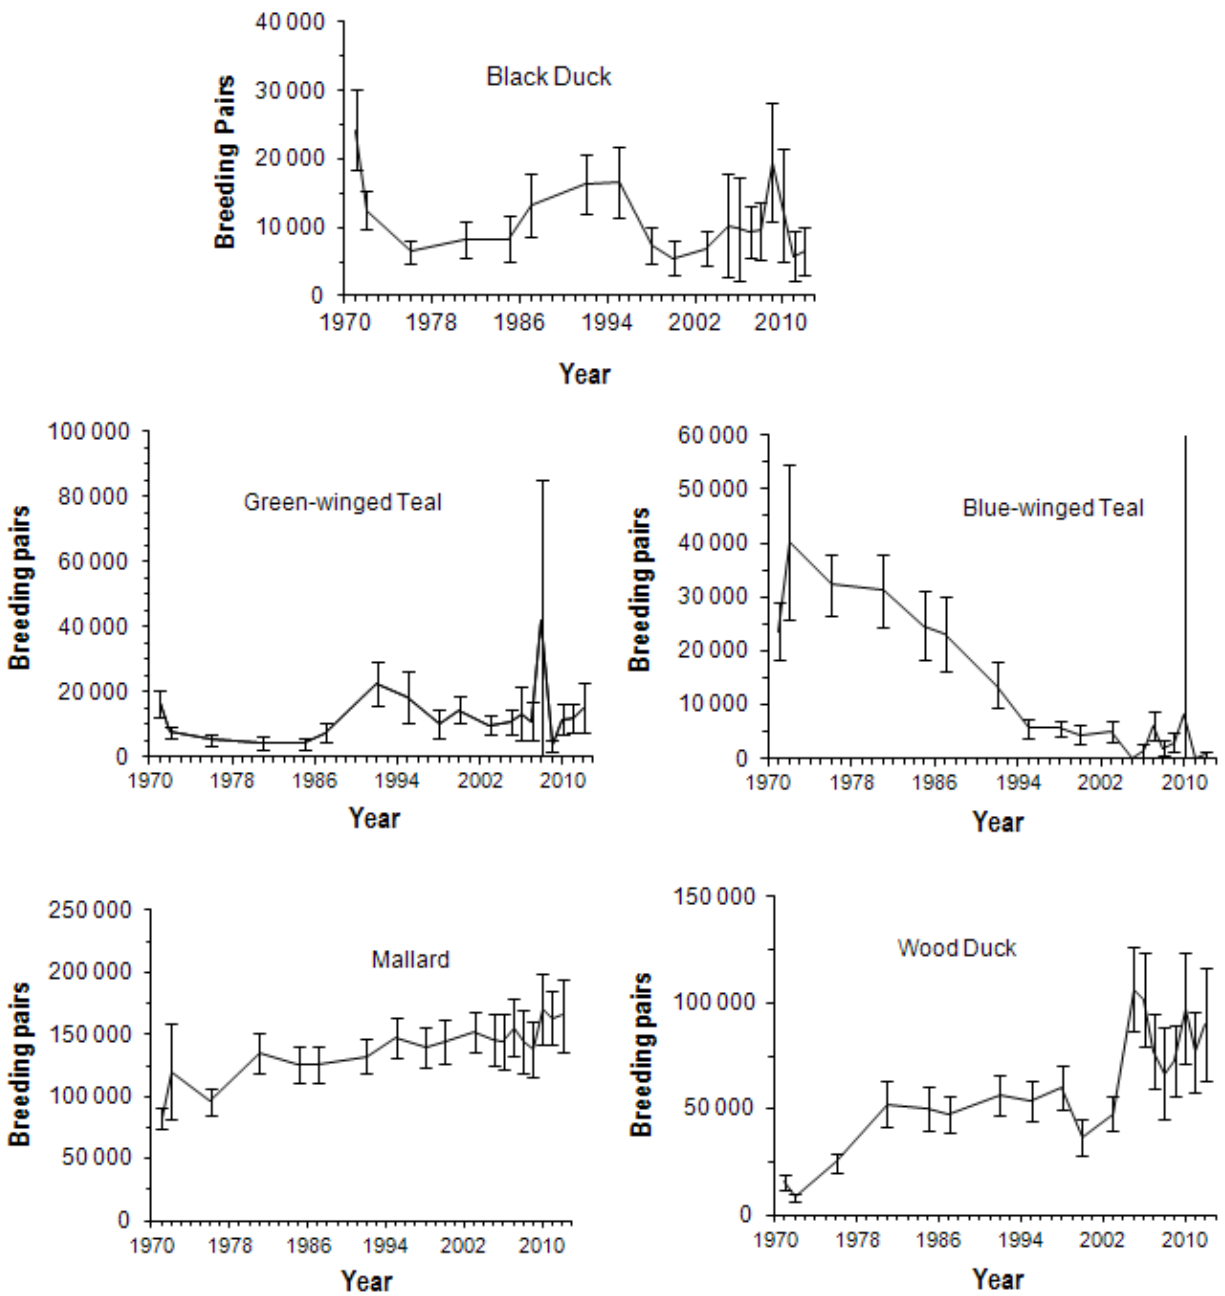 Black Duck
Breeding Pairs
40 000
30 000
20 000
10 000
0
1970 1978 1986 1994 2002 2010
Year
Green-winged Teal
Breeding pairs
100 000
80 000
60 000
40 000
20 000
0
1970 1978 1986 1994 2002 2010
Year
Blue-winged Teal
Breeding pairs
60 000
50 000
40 000
30 000
20 000
10 000
0
1970 1978 1986 1994 2002 2010
Year
Mallard
Breeding pairs
250 000
200 000
150 000
100 000
50 000
0
1970 1978 1986 1994 2002 2010
Year
Wood Duck
Breeding pairs
150 000
100 000
50 000
0
1970 1978 1986 1994 2002 2010
Year